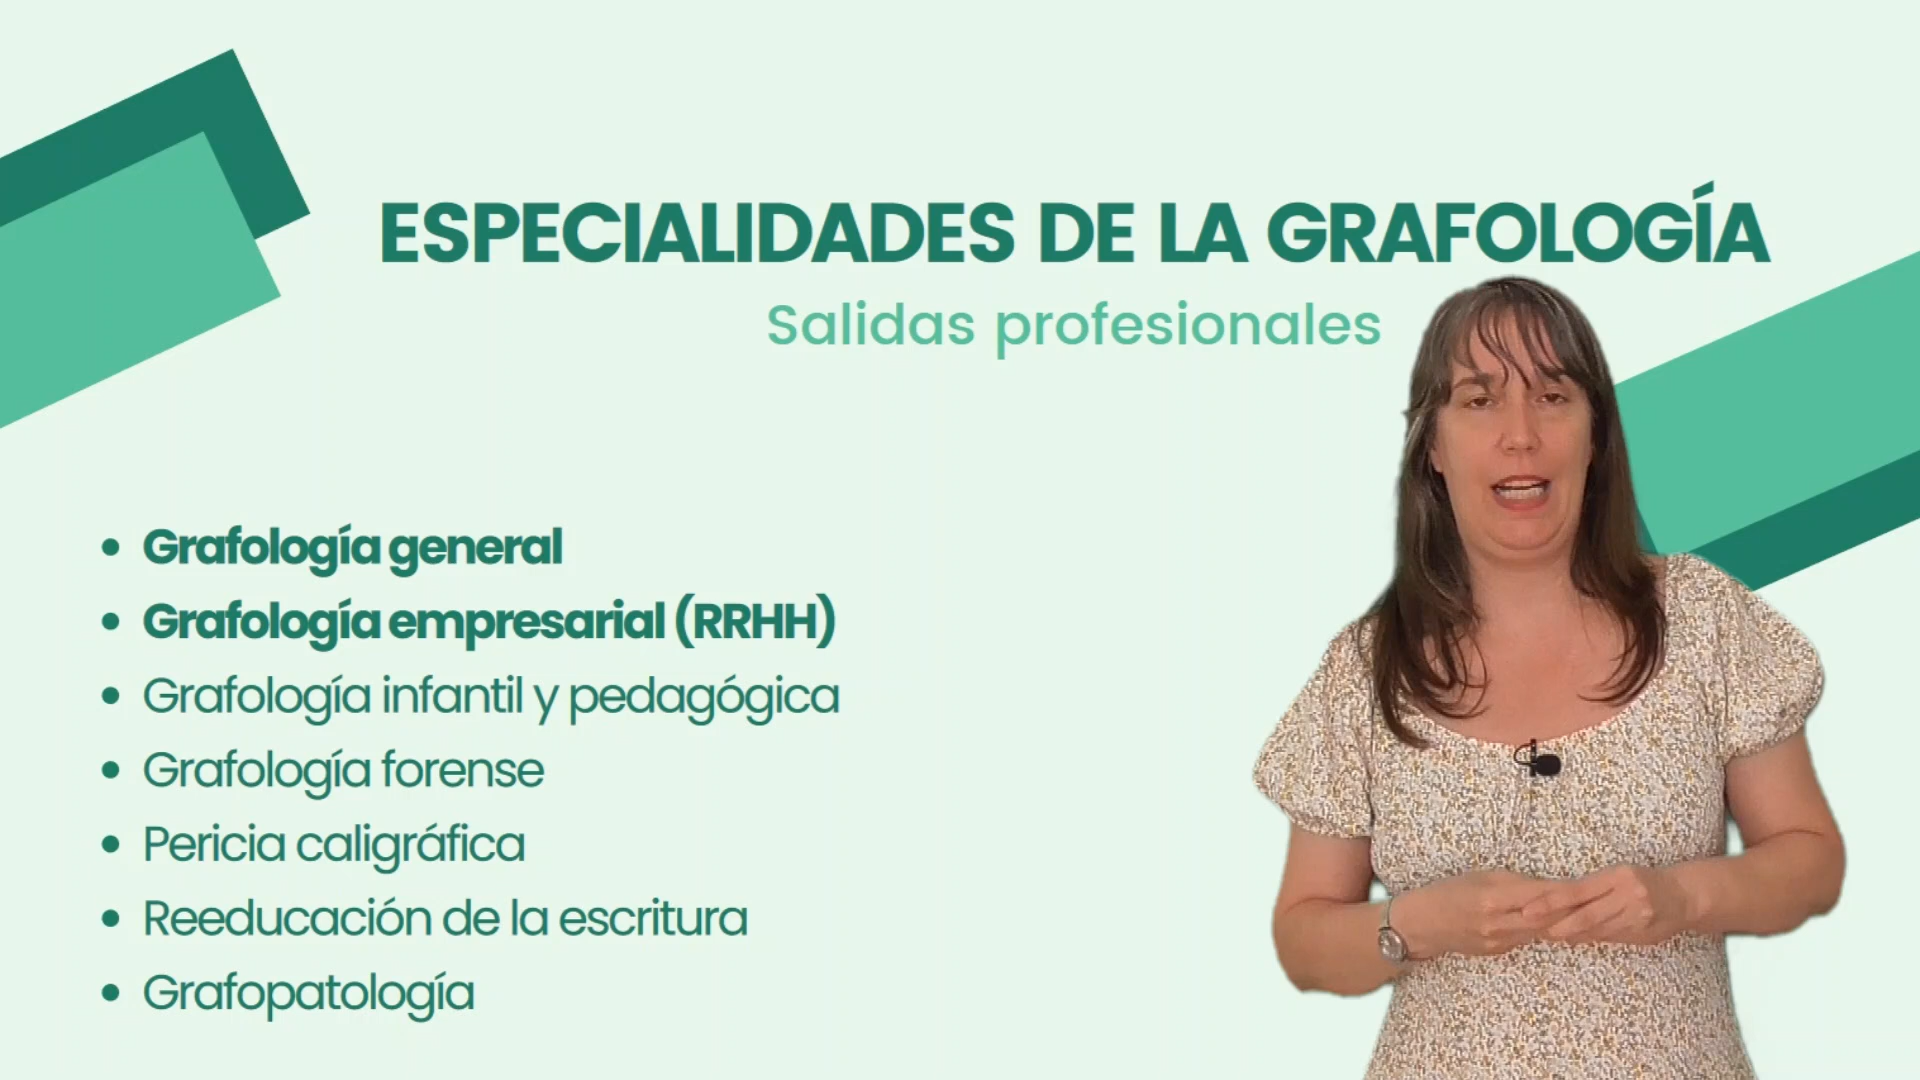 ESPECIALIDADES DE LA GRAFOLOGÍA
Salidas profesionales
• Grafología general
• Grafología empresarial (RRHH)
• Grafología infantil y pedagógica
• Grafología forense
• Pericia caligráfica
• Reeducación de la escritura
• Grafopatología